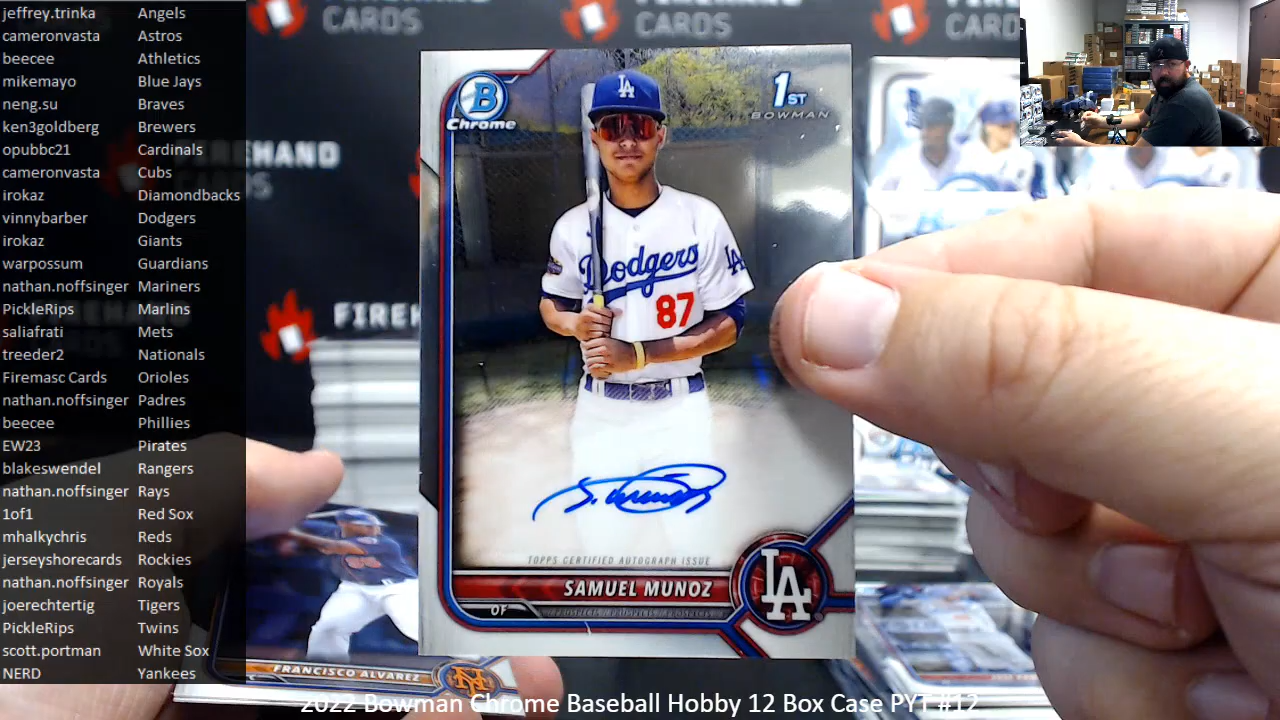 jeffrey.trinka Angels
cameronvasta Astros
beecee Athletics
mikemayo Blue Jays
neng.su Braves
ken3goldberg Brewers
opubbc21 Cardinals
cameronvasta Cubs
irokaz Diamondbacks
vinnybarber Dodgers
irokaz Giants
warpossum Guardians
nathan.noffsinger Mariners
PickleRips Marlins
saliafrati Mets
treeder2 Nationals
Firemasc Cards Orioles
nathan.noffsinger Padres
beecee Phillies
EW23 Pirates
blakeswendel Rangers
nathan.noffsinger Rays
1of1 Red Sox
mhalkychris Reds
jerseyshorecards Rockies
nathan.noffsinger Royals
joerechtertig Tigers
PickleRips Twins
scott.portman White Sox
NERD Yankees
CARDS
CARDS
CARDS
B
Chrome
1ST
BOWMAN
LA
Dodgers
LA
87
TOPPS CERTIFIED AUTOGRAPH ISSUE
SAMUEL MUNOZ
OF
LA
FRANCISCO ALVAREZ
2022 Bowman Chrome Baseball Hobby 12 Box Case PYT #12